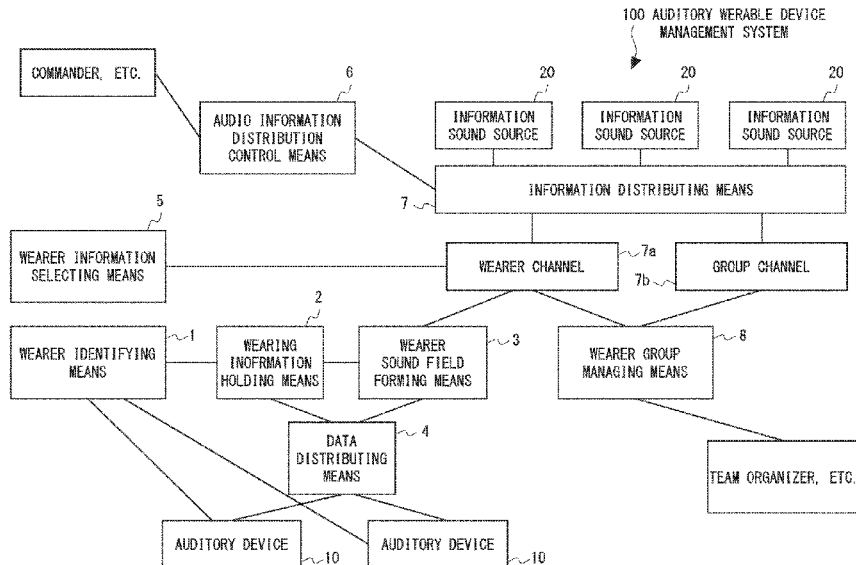 100 AUDITORY WERABLE DEVICE
MANAGEMENT SYSTEM
COMMANDER, ETC.
6
AUDIO INFORMATION
DISTRIBUTION
CONTROL MEANS
20
INFORMATION
SOUND SOURCE
20
INFORMATION
SOUND SOURCE
20
INFORMATION
SOUND SOURCE
7
INFORMATION DISTRIBUTING MEANS
5
WEARER INFORMATION
SELECTING MEANS
7a
WEARER CHANNEL
7b
GROUP CHANNEL
1
WEARER IDENTIFYING
MEANS
2
WEARING
INOFRMATION
HOLDING MEANS
3
WEARER
SOUND FIELD
FORMING MEANS
8
WEARER GROUP
MANAGING MEANS
4
DATA
DISTRIBUTING
MEANS
TEAM ORGANIZER, ETC.
AUDITORY DEVICE
10
AUDITORY DEVICE
10